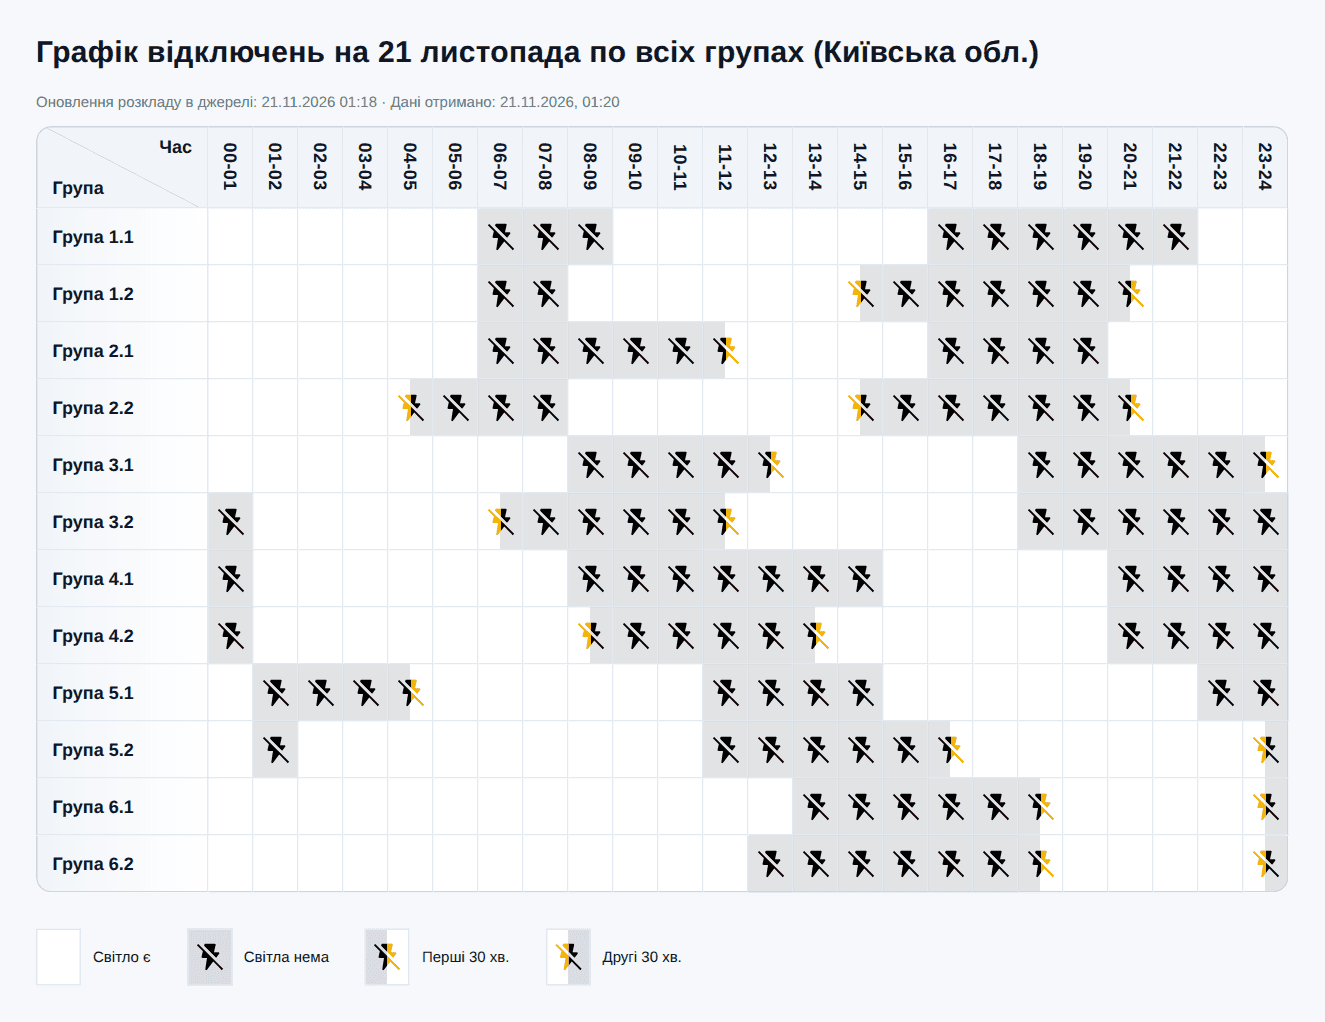 Графік відключень на 21 листопада по всіх групах (Київська обл.)
Оновлення розкладу в джерелі: 21.11.2026 01:18 · Дані отримано: 21.11.2026, 01:20
Час
Група
00-01 01-02 02-03 03-04 04-05 05-06 06-07 07-08 08-09 09-10 10-11 11-12 12-13 13-14 14-15 15-16 16-17 17-18 18-19 19-20 20-21 21-22 22-23 23-24
Група 1.1
Група 1.2
Група 2.1
Група 2.2
Група 3.1
Група 3.2
Група 4.1
Група 4.2
Група 5.1
Група 5.2
Група 6.1
Група 6.2
Світло є Світла нема Перші 30 хв. Другі 30 хв.